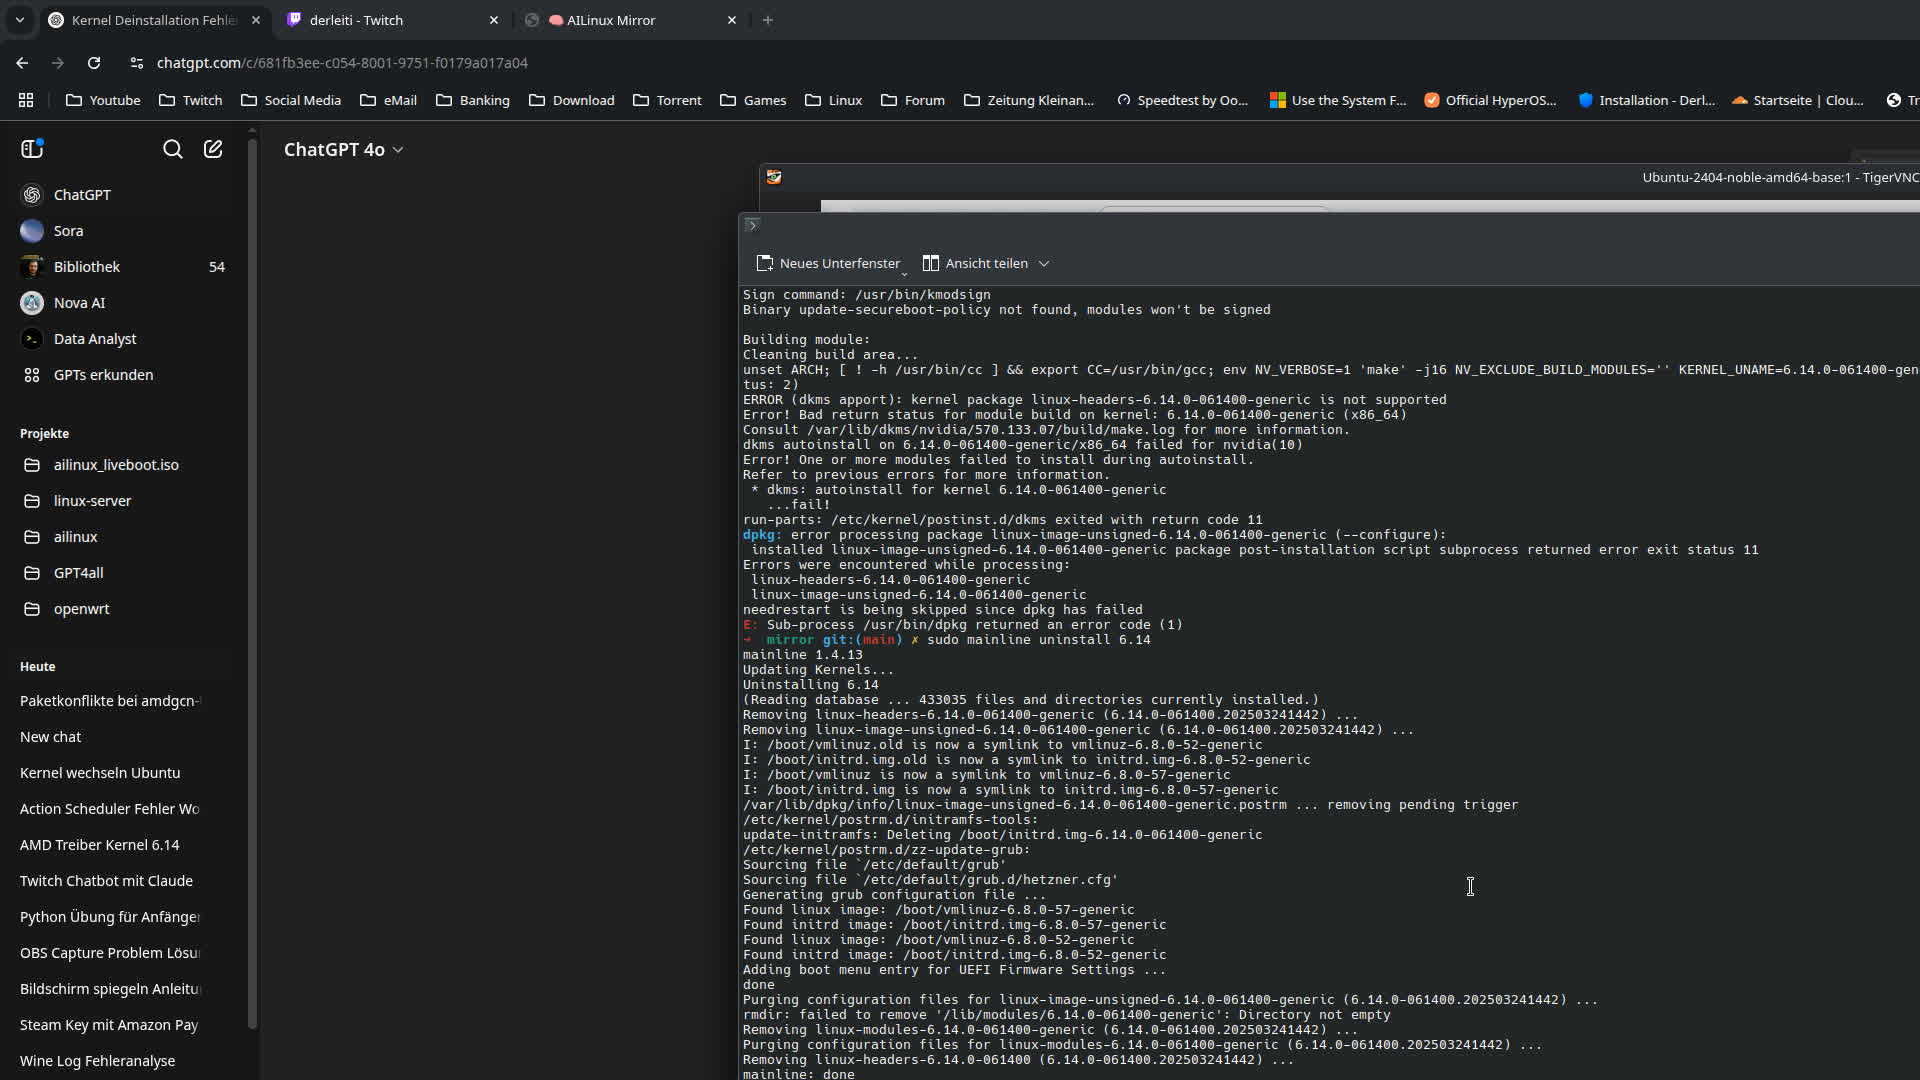 Kernel Deinstallation Fehle
derleiti - Twitch
AILinux Mirror
chatgpt.com/c/681fb3ee-c054-8001-9751-f0179a017a04
Youtube
Twitch
Social Media
eMail
Banking
Download
Torrent
Games
Linux
Forum
Zeitung Kleinan...
Speedtest by Oo...
Use the System F...
Official HyperOS...
Installation - Derl...
Startseite | Clou...
Tr
ChatGPT 4o
ChatGPT
Sora
Bibliothek 54
Nova AI
Data Analyst
GPTs erkunden
Projekte
ailinux_liveboot.iso
linux-server
ailinux
GPT4all
openwrt
Heute
Paketkonflikte bei amdgcn-
New chat
Kernel wechseln Ubuntu
Action Scheduler Fehler Wo
AMD Treiber Kernel 6.14
Twitch Chatbot mit Claude
Python Übung für Anfänger
OBS Capture Problem Lösu
Bildschirm spiegeln Anleitu
Steam Key mit Amazon Pay
Wine Log Fehleranalyse
Ubuntu-2404-noble-amd64-base:1 - TigerVNC
Neues Unterfenster
Ansicht teilen
Sign command: /usr/bin/kmodsign
Binary update-secureboot-policy not found, modules won't be signed
Building module:
Cleaning build area...
unset ARCH; [ ! -h /usr/bin/cc ] && export CC=/usr/bin/gcc; env NV_VERBOSE=1 'make' -j16 NV_EXCLUDE_BUILD_MODULES='' KERNEL_UNAME=6.14.0-061400-gen
tus: 2)
ERROR (dkms apport): kernel package linux-headers-6.14.0-061400-generic is not supported
Error! Bad return status for module build on kernel: 6.14.0-061400-generic (x86_64)
Consult /var/lib/dkms/nvidia/570.133.07/build/make.log for more information.
dkms autoinstall on 6.14.0-061400-generic/x86_64 failed for nvidia(10)
Error! One or more modules failed to install during autoinstall.
Refer to previous errors for more information.
* dkms: autoinstall for kernel 6.14.0-061400-generic
...fail!
run-parts: /etc/kernel/postinst.d/dkms exited with return code 11
dpkg: error processing package linux-image-unsigned-6.14.0-061400-generic (--configure):
installed linux-image-unsigned-6.14.0-061400-generic package post-installation script subprocess returned error exit status 11
Errors were encountered while processing:
linux-headers-6.14.0-061400-generic
linux-image-unsigned-6.14.0-061400-generic
needrestart is being skipped since dpkg has failed
E: Sub-process /usr/bin/dpkg returned an error code (1)
→ mirror git:(main) ✗ sudo mainline uninstall 6.14
mainline 1.4.13
Updating Kernels...
Uninstalling 6.14
(Reading database ... 433035 files and directories currently installed.)
Removing linux-headers-6.14.0-061400-generic (6.14.0-061400.202503241442) ...
Removing linux-image-unsigned-6.14.0-061400-generic (6.14.0-061400.202503241442) ...
I: /boot/vmlinuz.old is now a symlink to vmlinuz-6.8.0-52-generic
I: /boot/initrd.img.old is now a symlink to initrd.img-6.8.0-52-generic
I: /boot/vmlinuz is now a symlink to vmlinuz-6.8.0-57-generic
I: /boot/initrd.img is now a symlink to initrd.img-6.8.0-57-generic
/var/lib/dpkg/info/linux-image-unsigned-6.14.0-061400-generic.postrm ... removing pending trigger
/etc/kernel/postrm.d/initramfs-tools:
update-initramfs: Deleting /boot/initrd.img-6.14.0-061400-generic
/etc/kernel/postrm.d/zz-update-grub:
Sourcing file `/etc/default/grub'
Sourcing file `/etc/default/grub.d/hetzner.cfg'
Generating grub configuration file ...
Found linux image: /boot/vmlinuz-6.8.0-57-generic
Found initrd image: /boot/initrd.img-6.8.0-57-generic
Found linux image: /boot/vmlinuz-6.8.0-52-generic
Found initrd image: /boot/initrd.img-6.8.0-52-generic
Adding boot menu entry for UEFI Firmware Settings ...
done
Purging configuration files for linux-image-unsigned-6.14.0-061400-generic (6.14.0-061400.202503241442) ...
rmdir: failed to remove '/lib/modules/6.14.0-061400-generic': Directory not empty
Removing linux-modules-6.14.0-061400-generic (6.14.0-061400.202503241442) ...
Purging configuration files for linux-modules-6.14.0-061400-generic (6.14.0-061400.202503241442) ...
Removing linux-headers-6.14.0-061400 (6.14.0-061400.202503241442) ...
mainline: done